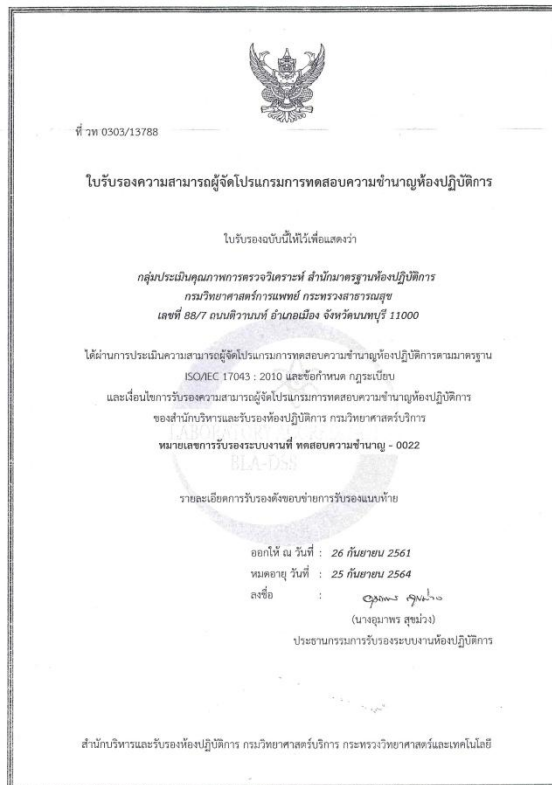 ที่ วท 0303/13788
ใบรับรองความสามารถผู้จัดโปรแกรมการทดสอบความชำนาญห้องปฏิบัติการ
ใบรับรองฉบับนี้ให้ไว้เพื่อแสดงว่า
กลุ่มประเมินคุณภาพการตรวจวิเคราะห์ สำนักมาตรฐานห้องปฏิบัติการ
กรมวิทยาศาสตร์การแพทย์ กระทรวงสาธารณสุข
เลขที่ 88/7 ถนนติวานนท์ อำเภอเมือง จังหวัดนนทบุรี 11000
ได้ผ่านการประเมินความสามารถผู้จัดโปรแกรมการทดสอบความชำนาญห้องปฏิบัติการตามมาตรฐาน
ISO/IEC 17043 : 2010 และข้อกำหนด กฎระเบียบ
และเงื่อนไขการรับรองความสามารถผู้จัดโปรแกรมการทดสอบความชำนาญห้องปฏิบัติการ
ของสำนักบริหารและรับรองห้องปฏิบัติการ กรมวิทยาศาสตร์บริการ
หมายเลขการรับรองระบบงานที่ ทดสอบความชำนาญ - 0022
BLA-DSS
รายละเอียดการรับรองดังขอบข่ายการรับรองแนบท้าย
ออกให้ ณ วันที่ : 26 กันยายน 2561
หมดอายุ วันที่ : 25 กันยายน 2564
ลงชื่อ :
(นางอุมาพร สุขม่วง)
ประธานกรรมการรับรองระบบงานห้องปฏิบัติการ
สำนักบริหารและรับรองห้องปฏิบัติการ กรมวิทยาศาสตร์บริการ กระทรวงวิทยาศาสตร์และเทคโนโลยี